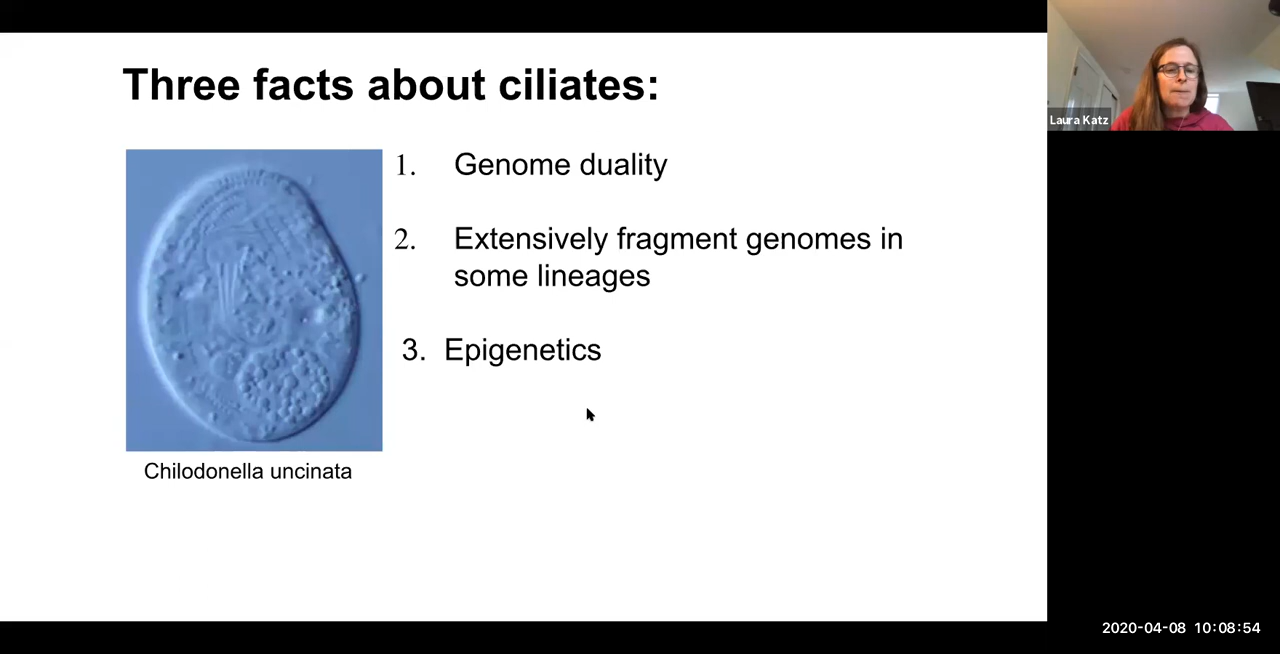 Three facts about ciliates:
1. Genome duality
2. Extensively fragment genomes in
some lineages
3. Epigenetics
Chilodonella uncinata
Laura Katz
2020-04-08 10:08:54